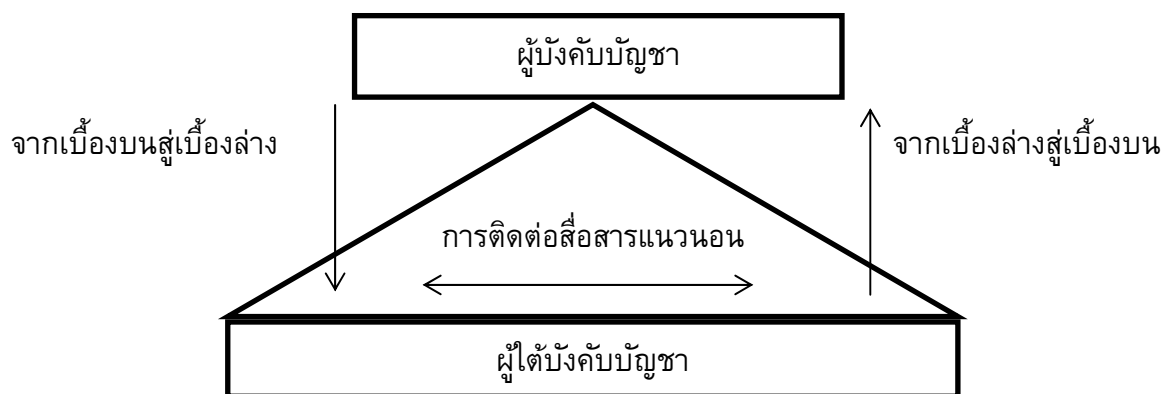 ผู้บังคับบัญชา
จากเบื้องบนสู่เบื้องล่าง
จากเบื้องล่างสู่เบื้องบน
การติดต่อสื่อสารแนวนอน
ผู้ใต้บังคับบัญชา